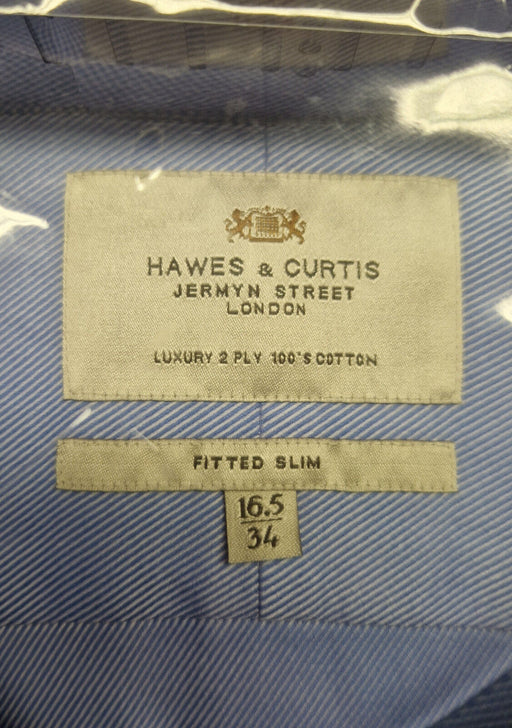 HAWES & CURTIS
JERMYN STREET
LONDON
LUXURY 2 PLY 100'S COTTON
FITTED SLIM
16.5
34